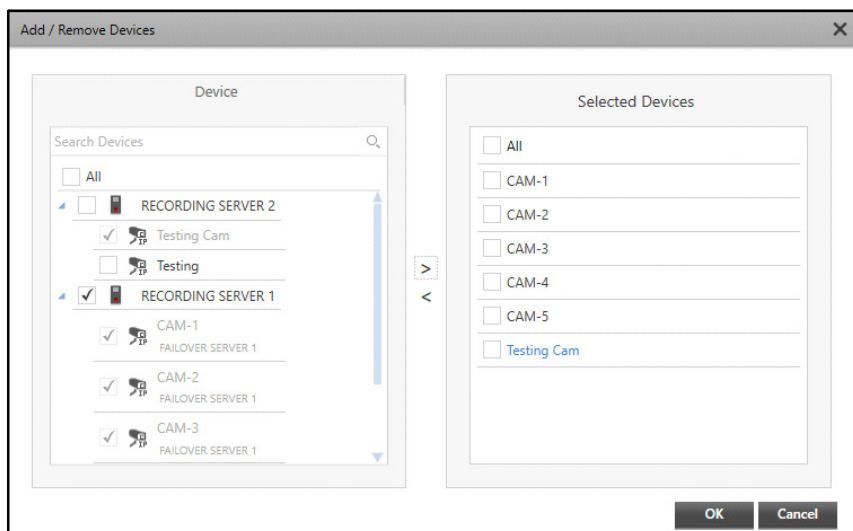 Add / Remove Devices
Device
Search Devices
All
RECORDING SERVER 2
Testing Cam
Testing
RECORDING SERVER 1
CAM-1
FAILOVER SERVER 1
CAM-2
FAILOVER SERVER 1
CAM-3
FAILOVER SERVER 1
>
<
Selected Devices
All
CAM-1
CAM-2
CAM-3
CAM-4
CAM-5
Testing Cam
OK Cancel